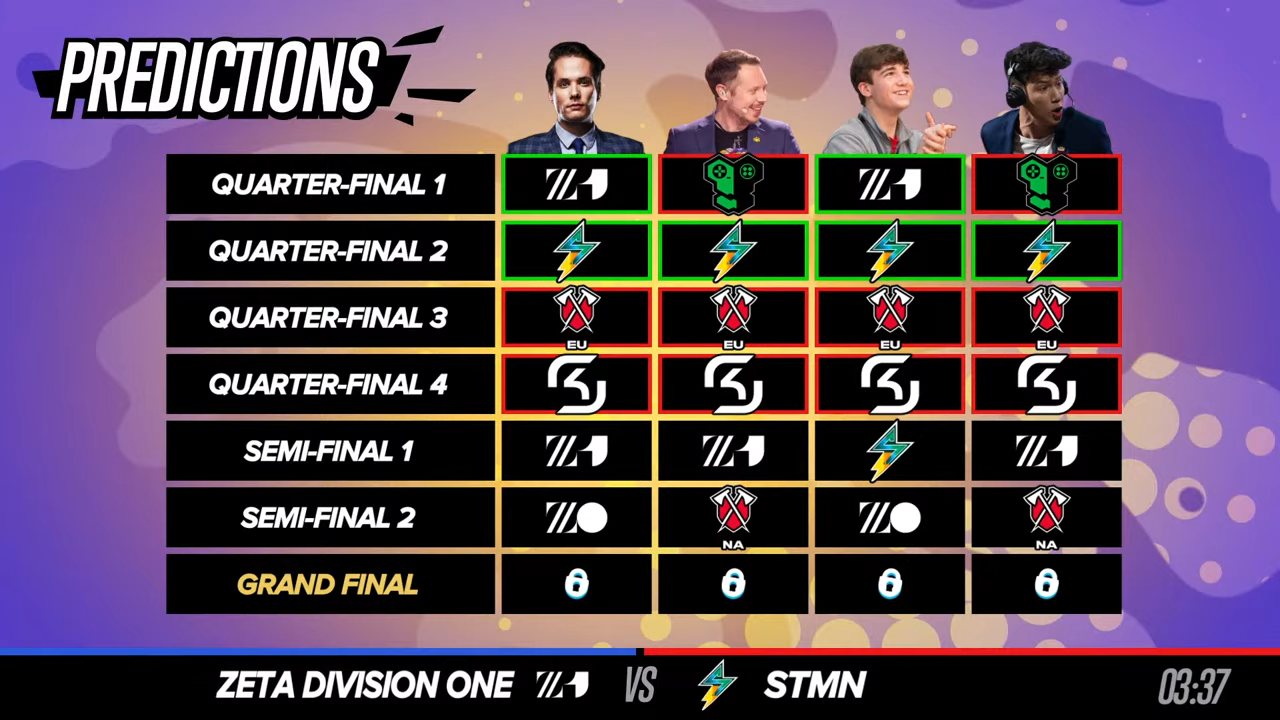 PREDICTIONS
QUARTER-FINAL 1
QUARTER-FINAL 2
QUARTER-FINAL 3
EU EU EU EU
QUARTER-FINAL 4
SEMI-FINAL 1
SEMI-FINAL 2
NA NA
GRAND FINAL
ZETA DIVISION ONE VS STMN 03:37